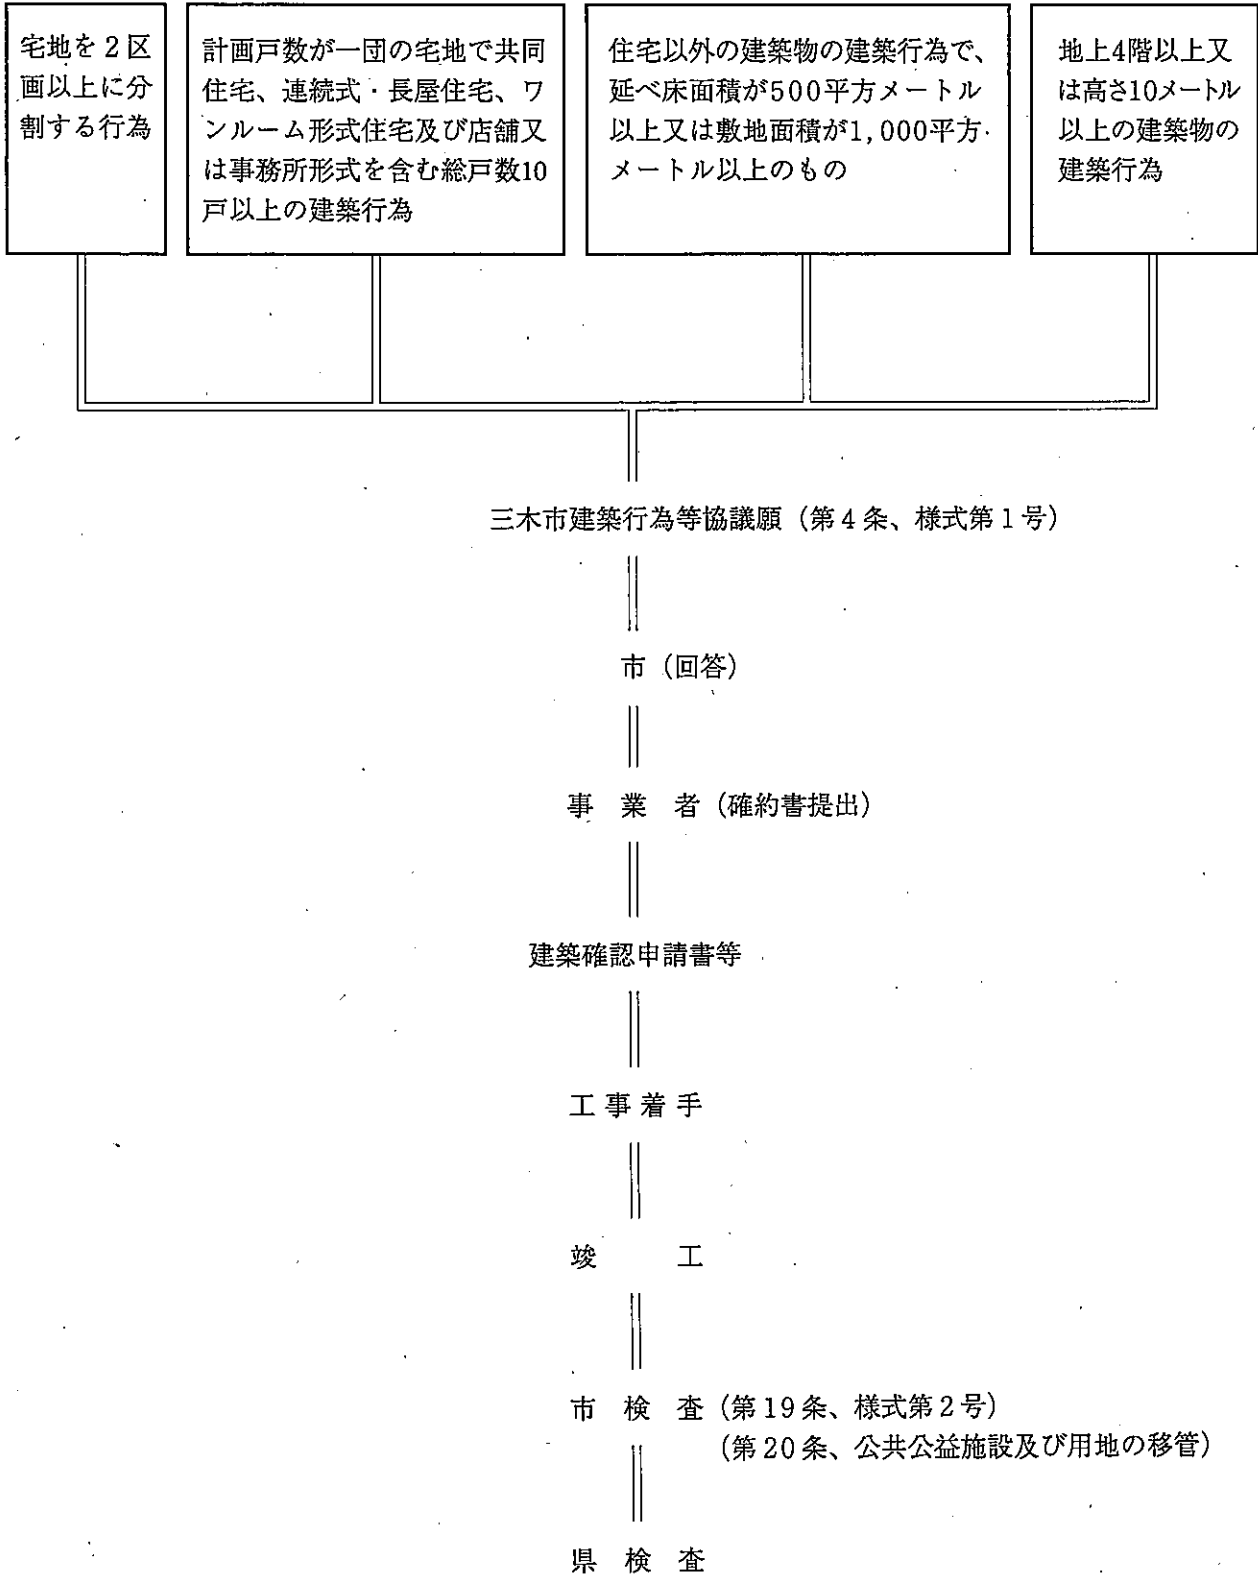 宅地を2区
画以上に分
割する行為
計画戸数が一団の宅地で共同
住宅、連続式・長屋住宅、ワ
ンルーム形式住宅及び店舗又
は事務所形式を含む総戸数10
戸以上の建築行為
住宅以外の建築物の建築行為で、
延べ床面積が500平方メートル
以上又は敷地面積が1,000平方
メートル以上のもの
地上4階以上又
は高さ10メートル
以上の建築物の
建築行為
三木市建築行為等協議願（第4条、様式第1号）
市（回答）
事　業　者（確約書提出）
建築確認申請書等
工事着手
竣　　工
市　検　査（第19条、様式第2号）
（第20条、公共公益施設及び用地の移管）
県　検　査